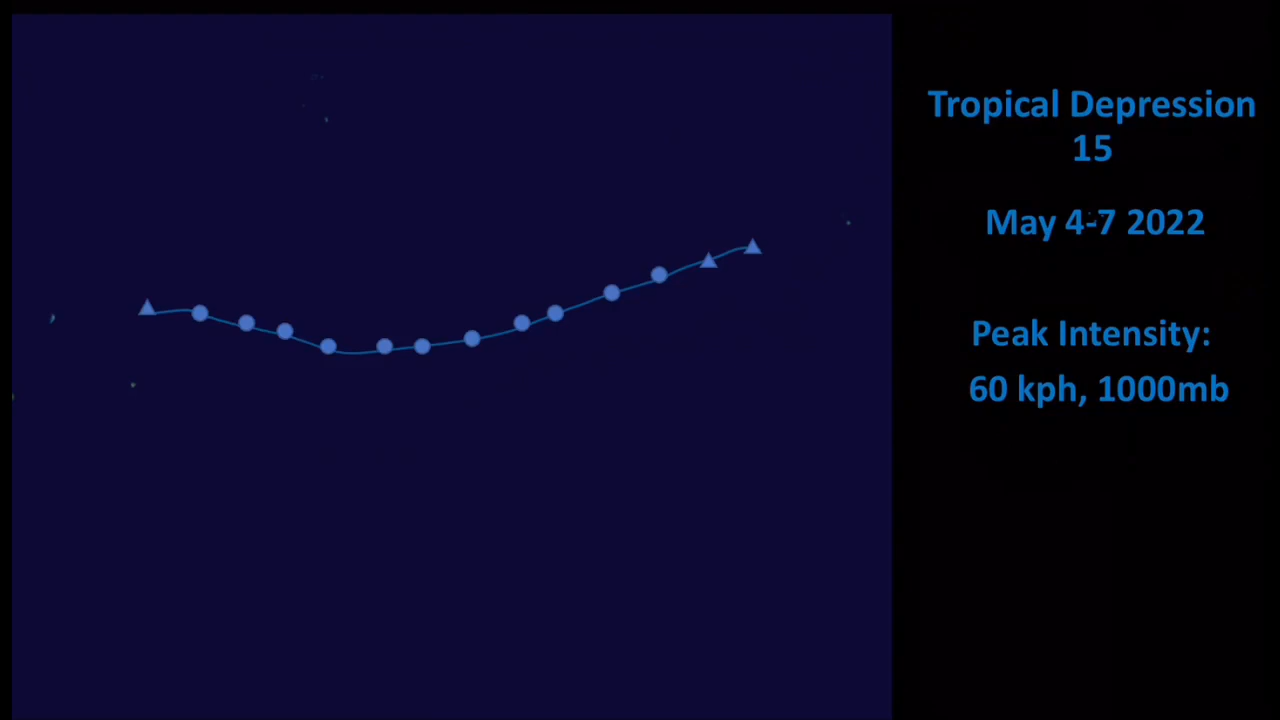 Tropical Depression
15
May 4-7 2022
Peak Intensity:
60 kph, 1000mb